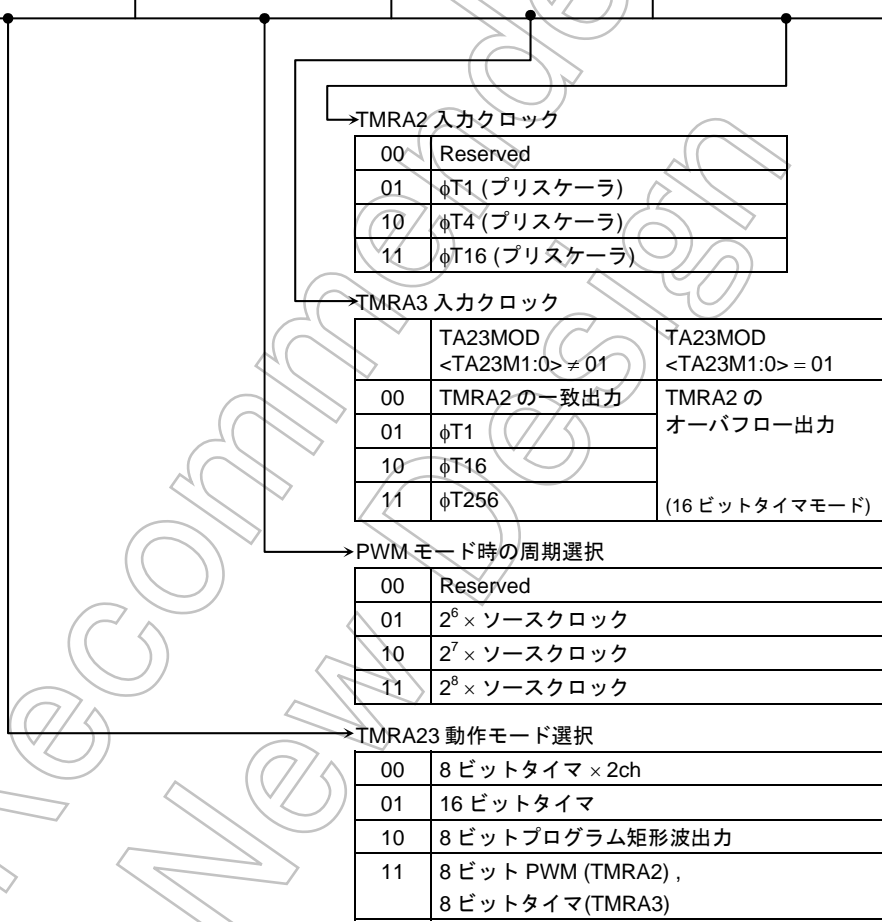 TMRA2 入力クロック
00 Reserved
01 φT1 (プリスケーラ)
10 φT4 (プリスケーラ)
11 φT16 (プリスケーラ)
TMRA3 入力クロック
TA23MOD TA23MOD
<TA23M1:0> ≠ 01 <TA23M1:0> = 01
00 TMRA2 の一致出力 TMRA2 の
01 φT1 オーバフロー出力
10 φT16
11 φT256 (16 ビットタイマモード)
PWM モード時の周期選択
00 Reserved
01 2⁶ × ソースクロック
10 2⁷ × ソースクロック
11 2⁸ × ソースクロック
TMRA23 動作モード選択
00 8 ビットタイマ × 2ch
01 16 ビットタイマ
10 8 ビットプログラム矩形波出力
11 8 ビット PWM (TMRA2) ,
8 ビットタイマ(TMRA3)
Recommended
New Design